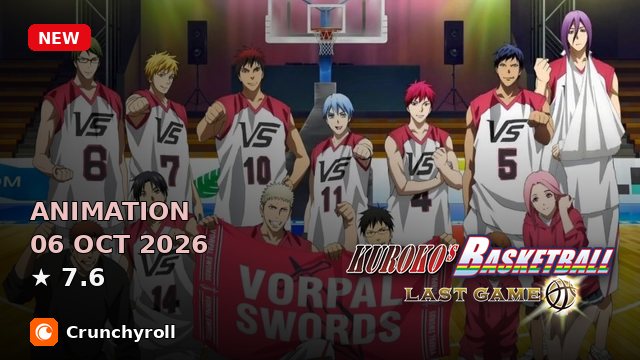 NEW
VS
6
VS
7
VS
10
VS
11
VS
4
VS
5
VS
14
ANIMATION
06 OCT 2026
★ 7.6
VORPAL
SWORDS
KUROKO's BASKETBALL
LAST GAME
Crunchyroll